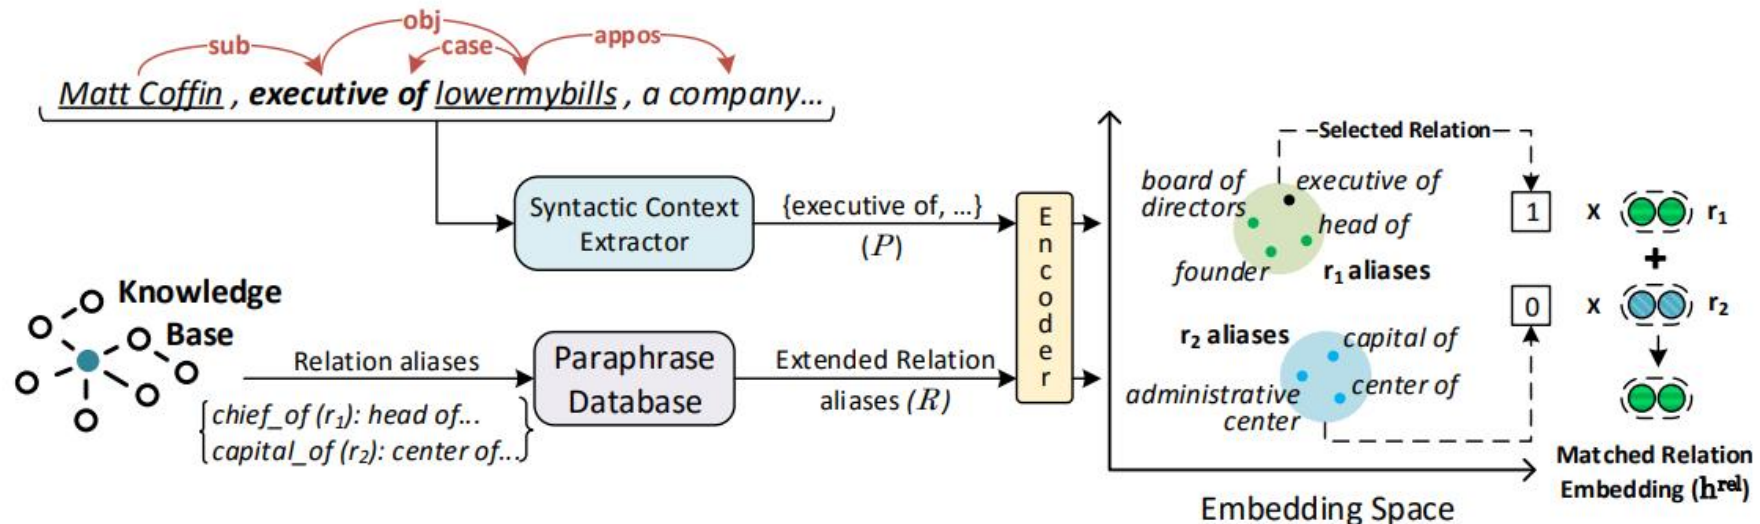 sub
obj
case
appos
Matt Coffin , executive of lowermybills , a company...
Syntactic Context
Extractor
{executive of, ...}
(P)
Knowledge
Base
Relation aliases
{chief_of (r1): head of...
capital_of (r2): center of...}
Paraphrase
Database
Extended Relation
aliases (R)
Encoder
Selected Relation
board of
directors
executive of
head of
founder
r1 aliases
r2 aliases
capital of
center of
administrative
center
Embedding Space
1
x
r1
+
0
x
r2
Matched Relation
Embedding (h^rel)